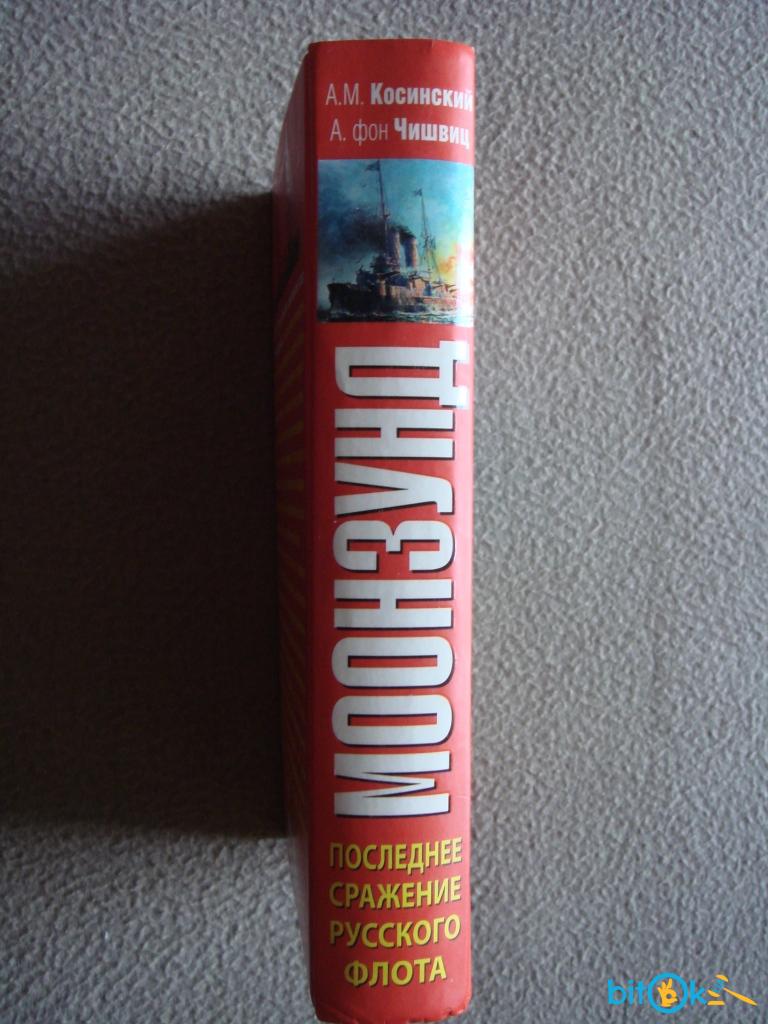 А.М. Косинский
А. фон Чишвиц
МООНЗУНД
ПОСЛЕДНЕЕ
СРАЖЕНИЕ
РУССКОГО
ФЛОТА
bitok